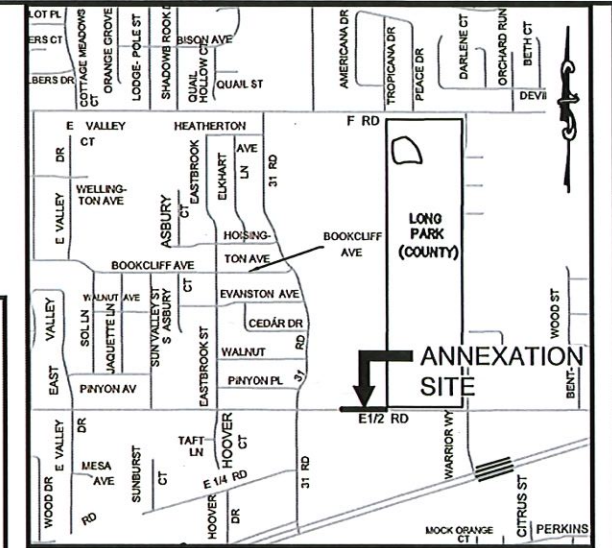 LOT PL
ERS CT
LBERS DR
COTTAGE MEADOWS
CT
ORANGE GROVE
LODGE- POLE ST
SHADOWBROOK D
BISON AVE
QUAIL
HOLLOW CT
QUAIL ST
AMERICANA DR
TROPICANA DR
PEACE DR
DARLENE CT
ORCHARD RUN
BETH CT
DEVI
F RD
E VALLEY
CT
DR
E VALLEY
WELLING-
TON AVE
HEATHERTON
AVE
EASTBROOK
ELKHART
LN
31 RD
ASBURY
CT
HOISING-
TON AVE
BOOKCLIFF
AVE
BOOKCLIFF AVE
LONG
PARK
(COUNTY)
EAST
VALLEY
WALNUT AVE
SOL LN
JAQUETTE LN
SUN VALLEY ST
S ASBURY
CT
EVANSTON AVE
CEDAR DR
WALNUT
PINYON PL
PINYON AV
EASTBROOK ST
31 RD
WOOD ST
BENT-
ANNEXATION
SITE
E1/2 RD
WOOD DR
E VALLEY
DR
MESA
AVE
RD
SUNBURST
CT
TAFT
LN
HOOVER
CT
E 1/4 RD
HOOVER
DR
31 RD
WARRIOR WY
CITRUS ST
MOCK ORANGE
CT
PERKINS